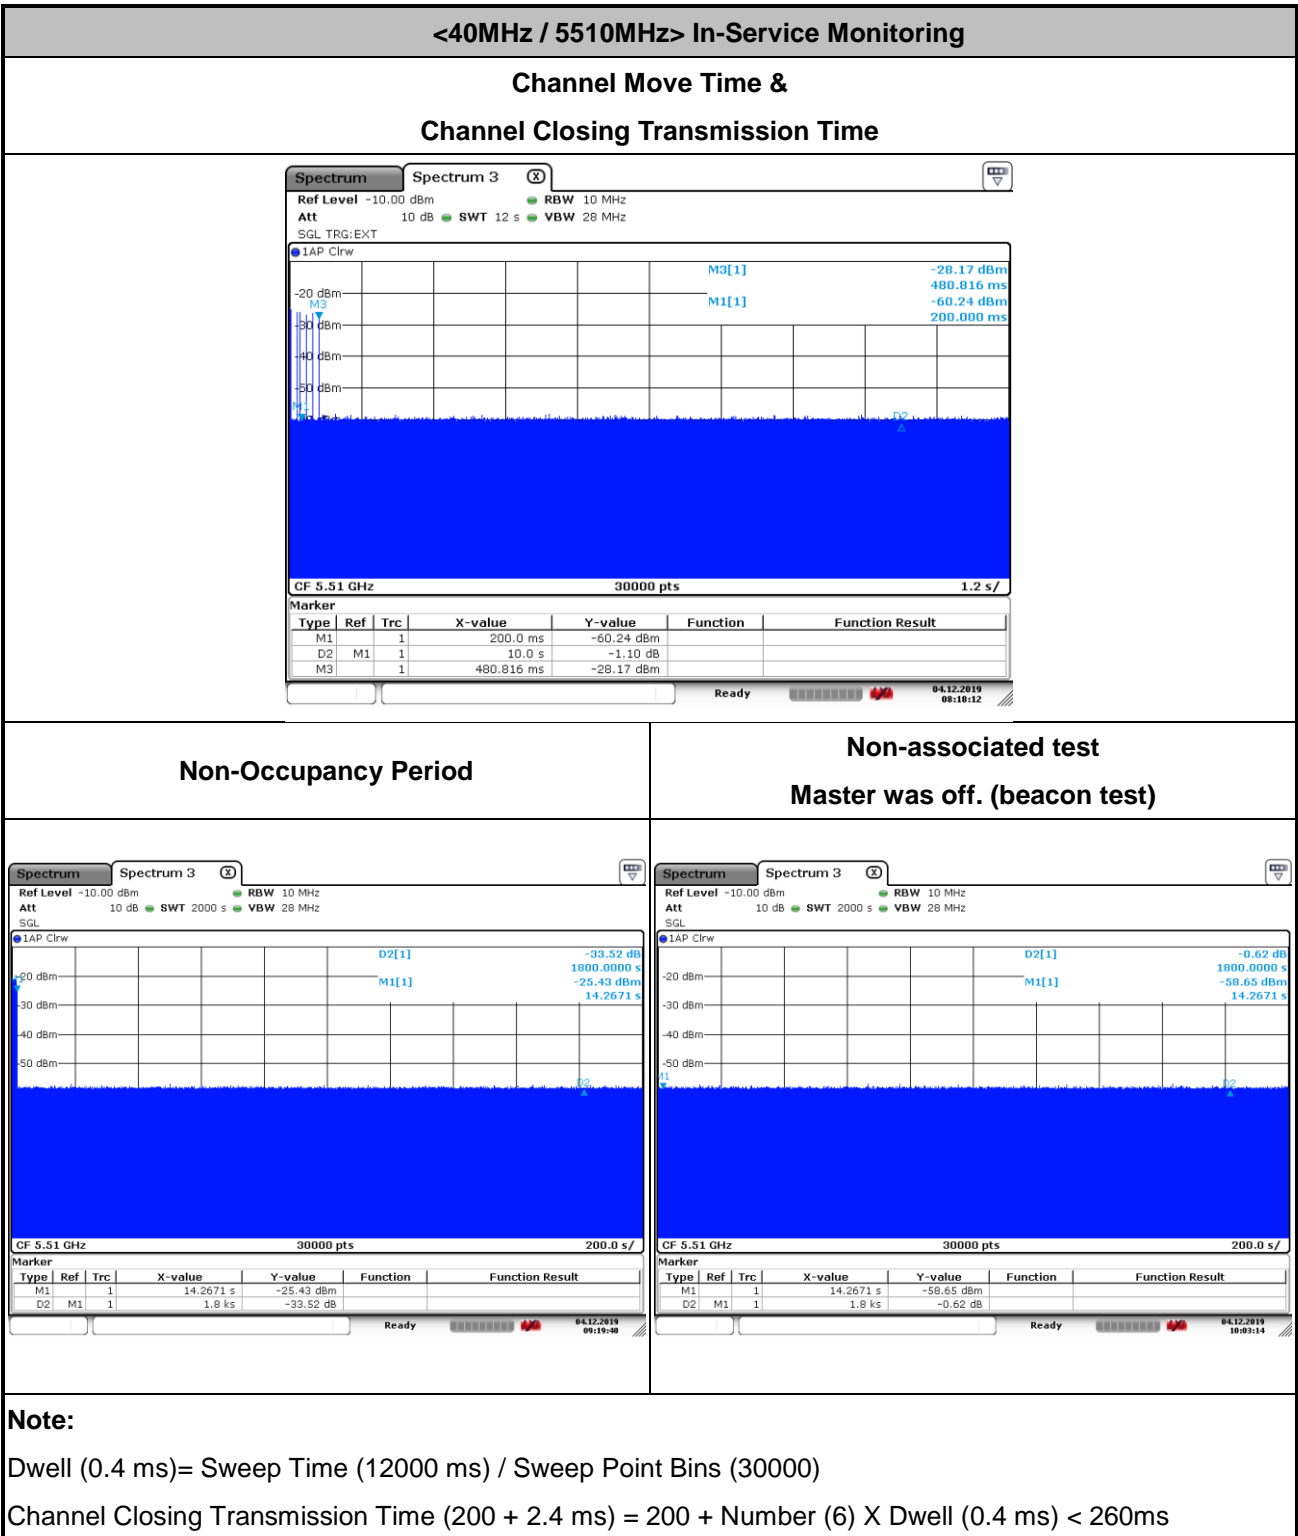 <40MHz / 5510MHz> In-Service Monitoring
Channel Move Time &
Channel Closing Transmission Time
Spectrum Spectrum 3 X
Ref Level -10.00 dBm RBW 10 MHz
Att 10 dB SWT 12 s VBW 28 MHz
SGL TRG:EXT
1AP Clrw
M3[1] -28.17 dBm
480.816 ms
-20 dBm
M3
M1[1] -60.24 dBm
200.000 ms
-30 dBm
-40 dBm
-50 dBm
M1
D2
CF 5.51 GHz 30000 pts 1.2 s/
Marker
Type Ref Trc X-value Y-value Function Function Result
M1 1 200.0 ms -60.24 dBm
D2 M1 1 10.0 s -1.10 dB
M3 1 480.816 ms -28.17 dBm
Ready 04.12.2019
08:18:12
Non-Occupancy Period
Non-associated test
Master was off. (beacon test)
Spectrum Spectrum 3 X
Ref Level -10.00 dBm RBW 10 MHz
Att 10 dB SWT 2000 s VBW 28 MHz
SGL
1AP Clrw
D2[1] -33.52 dB
1800.0000 s
-20 dBm
M1[1] -25.43 dBm
14.2671 s
-30 dBm
-40 dBm
-50 dBm
D2
CF 5.51 GHz 30000 pts 200.0 s/
Marker
Type Ref Trc X-value Y-value Function Function Result
M1 1 14.2671 s -25.43 dBm
D2 M1 1 1.8 ks -33.52 dB
Ready 04.12.2019
09:19:40
Spectrum Spectrum 3 X
Ref Level -10.00 dBm RBW 10 MHz
Att 10 dB SWT 2000 s VBW 28 MHz
SGL
1AP Clrw
D2[1] -0.62 dB
1800.0000 s
-20 dBm
M1[1] -58.65 dBm
14.2671 s
-30 dBm
-40 dBm
-50 dBm
M1
D2
CF 5.51 GHz 30000 pts 200.0 s/
Marker
Type Ref Trc X-value Y-value Function Function Result
M1 1 14.2671 s -58.65 dBm
D2 M1 1 1.8 ks -0.62 dB
Ready 04.12.2019
10:03:14
Note:
Dwell (0.4 ms)= Sweep Time (12000 ms) / Sweep Point Bins (30000)
Channel Closing Transmission Time (200 + 2.4 ms) = 200 + Number (6) X Dwell (0.4 ms) < 260ms